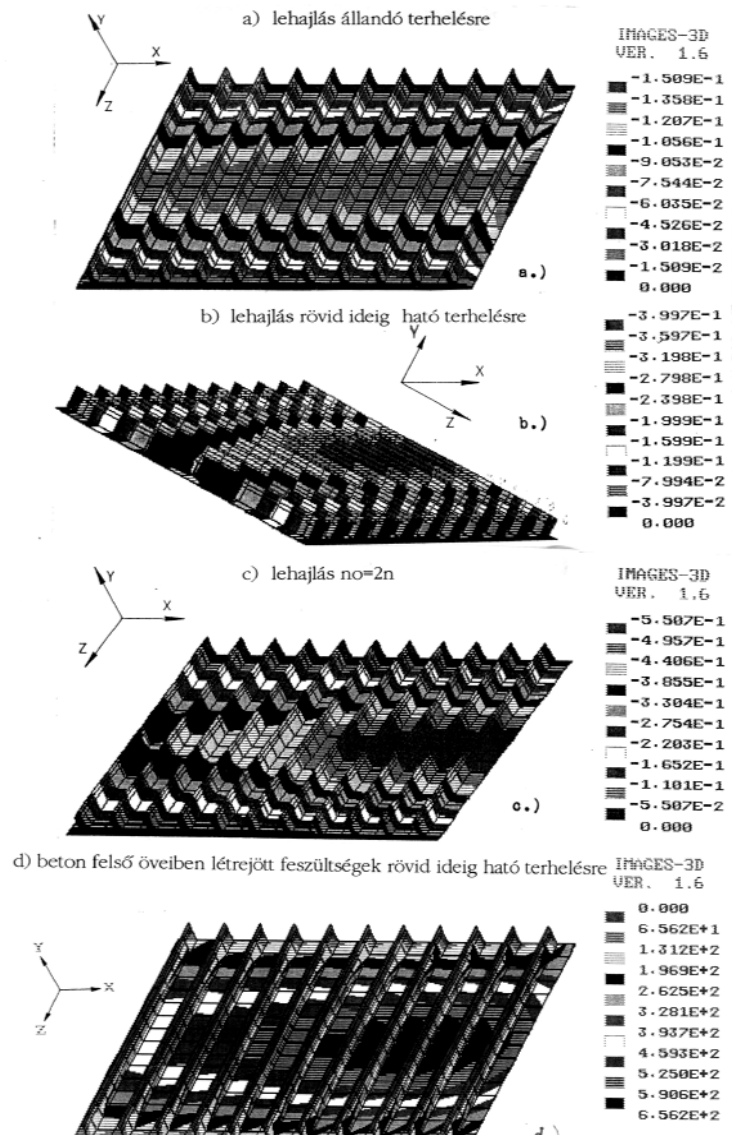 a) lehajlás állandó terhelésre
IMAGES-3D
VER. 1.6
Y
X
Z
-1.509E-1
-1.358E-1
-1.207E-1
-1.056E-1
-9.053E-2
-7.544E-2
-6.035E-2
-4.526E-2
-3.018E-2
-1.509E-2
0.000
a.)
b) lehajlás rövid ideig ható terhelésre
Y
X
Z
b.)
-3.997E-1
-3.597E-1
-3.198E-1
-2.798E-1
-2.398E-1
-1.999E-1
-1.599E-1
-1.199E-1
-7.994E-2
-3.997E-2
0.000
c) lehajlás no=2n
IMAGES-3D
VER. 1.6
Y
X
Z
-5.507E-1
-4.957E-1
-4.406E-1
-3.855E-1
-3.304E-1
-2.754E-1
-2.203E-1
-1.652E-1
-1.101E-1
-5.507E-2
0.000
c.)
d) beton felső öveiben létrejött feszültségek rövid ideig ható terhelésre
IMAGES-3D
VER. 1.6
Y
X
Z
0.000
6.562E+1
1.312E+2
1.969E+2
2.625E+2
3.281E+2
3.937E+2
4.593E+2
5.250E+2
5.906E+2
6.562E+2
d.)